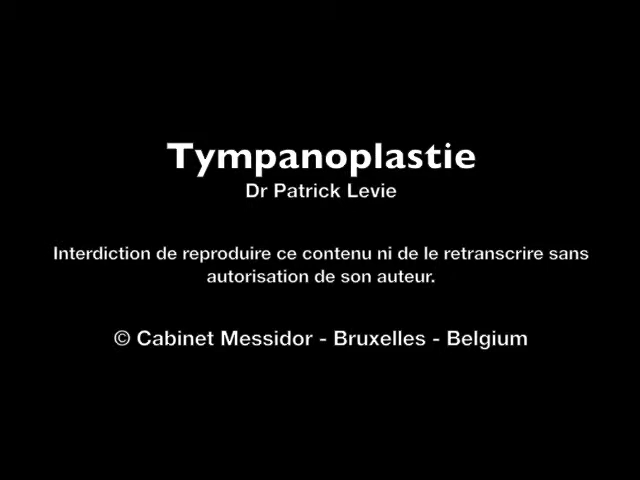 Tympanoplastie
Dr Patrick Levie
Interdiction de reproduire ce contenu ni de le retranscrire sans
autorisation de son auteur.
© Cabinet Messidor - Bruxelles - Belgium